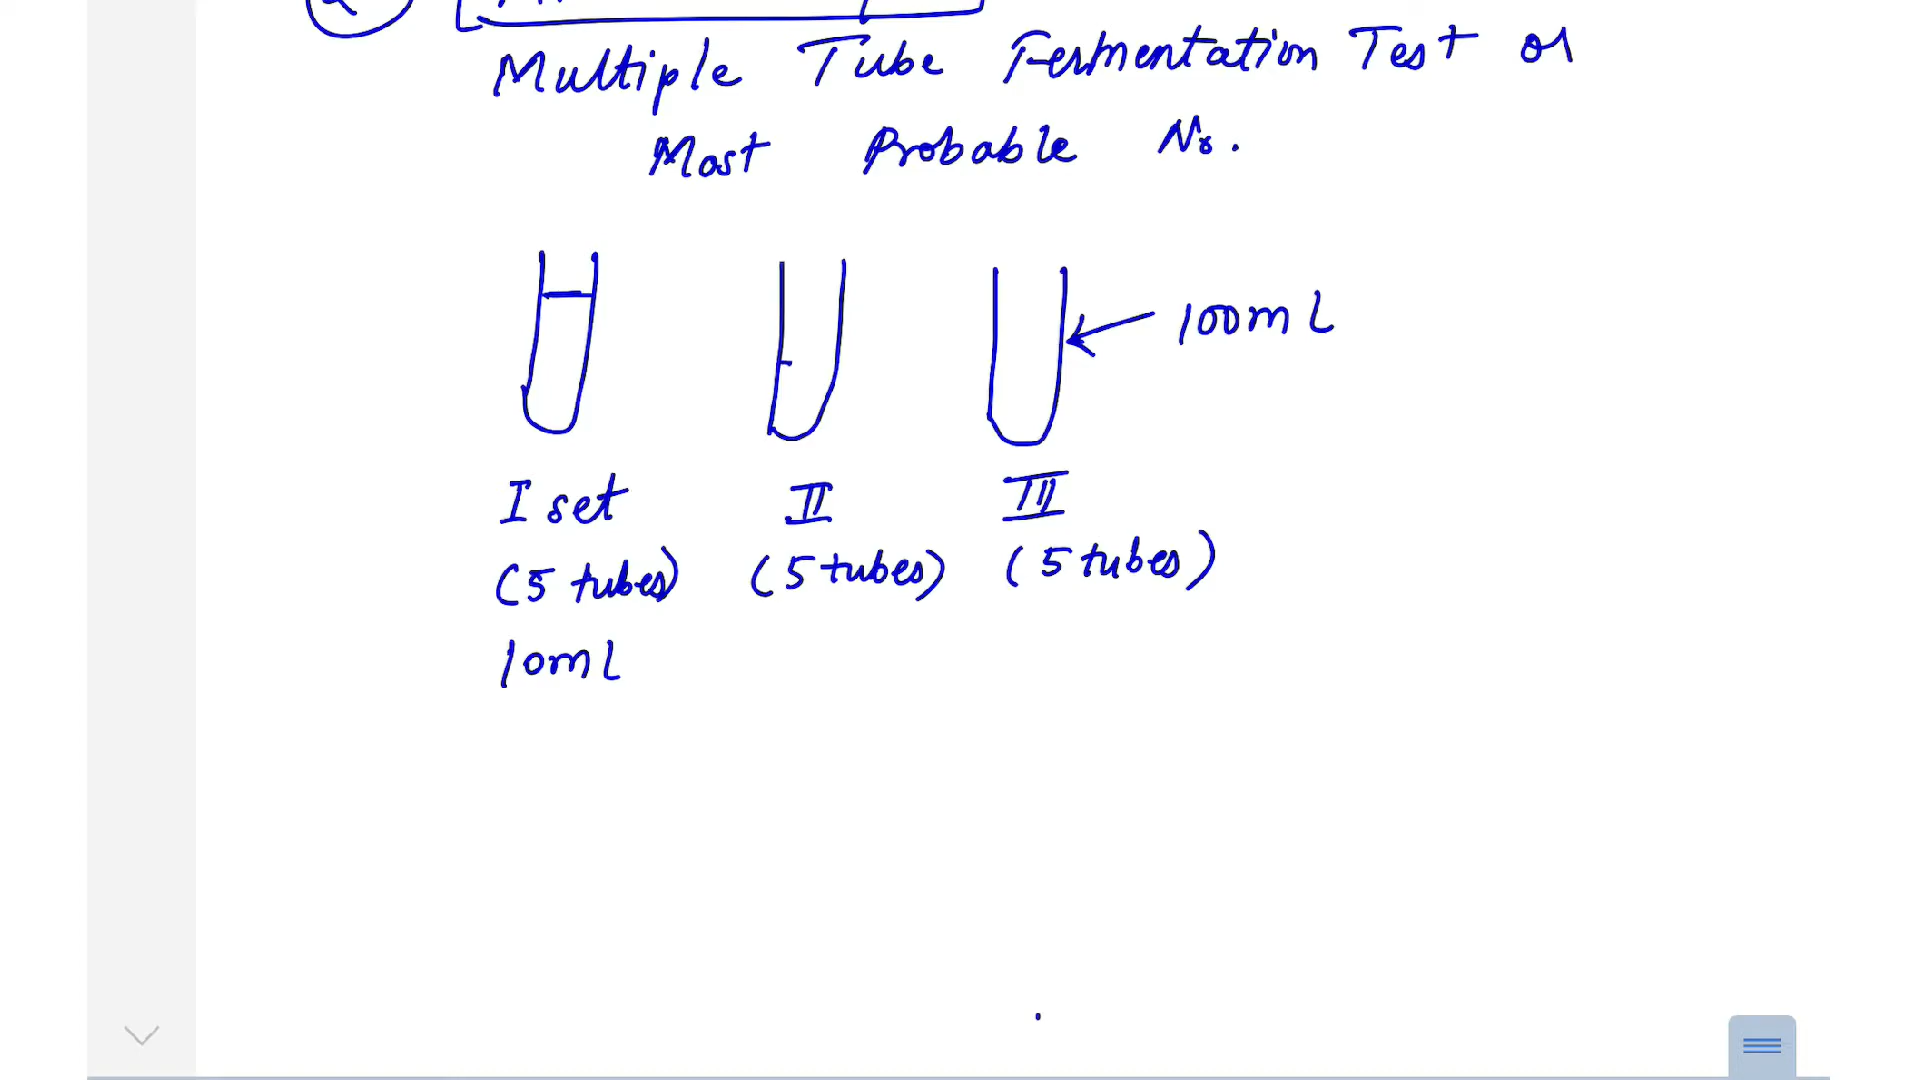 Multiple Tube Fermentation Test or
Most Probable No.
100mL
I set II III
(5 tubes) (5 tubes) (5 tubes)
10mL